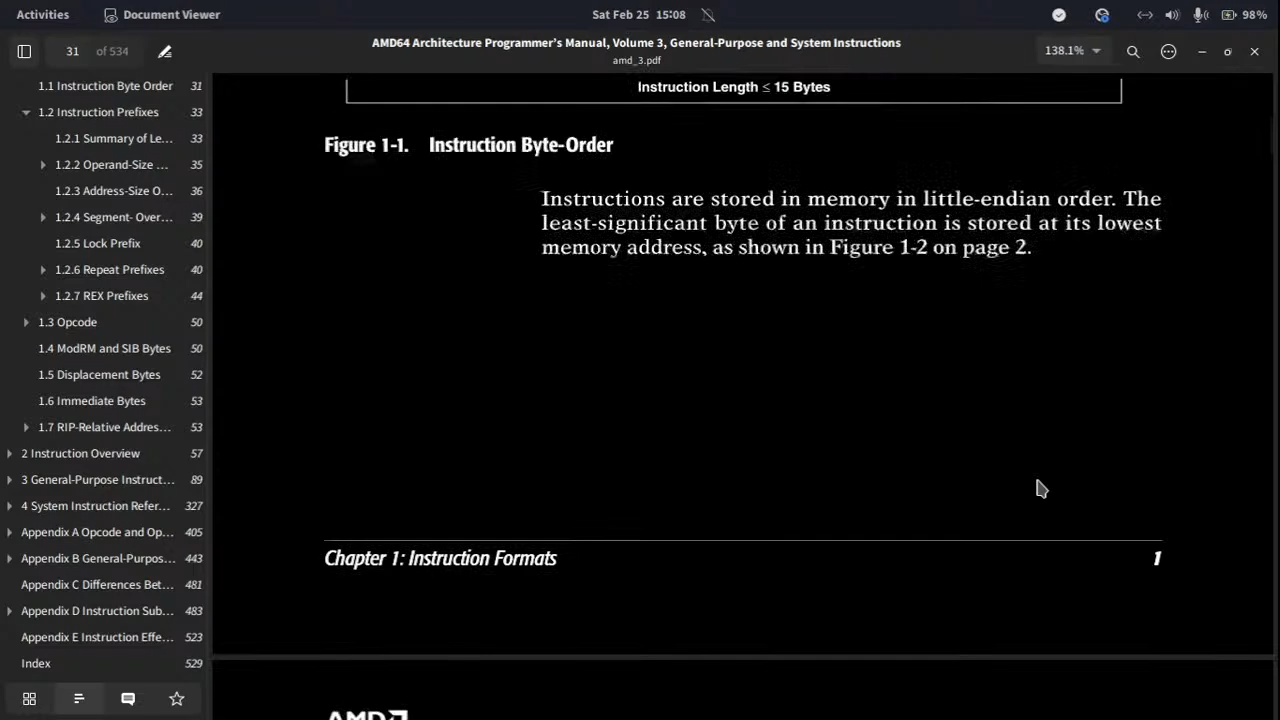 Activities
Document Viewer
Sat Feb 25 15:08
98%
31 of 534
AMD64 Architecture Programmer's Manual, Volume 3, General-Purpose and System Instructions
amd_3.pdf
138.1%
1.1 Instruction Byte Order 31
1.2 Instruction Prefixes 33
1.2.1 Summary of Le... 33
1.2.2 Operand-Size ... 35
1.2.3 Address-Size O... 36
1.2.4 Segment- Over... 39
1.2.5 Lock Prefix 40
1.2.6 Repeat Prefixes 40
1.2.7 REX Prefixes 44
1.3 Opcode 50
1.4 ModRM and SIB Bytes 50
1.5 Displacement Bytes 52
1.6 Immediate Bytes 53
1.7 RIP-Relative Addres... 53
2 Instruction Overview 57
3 General-Purpose Instruct... 89
4 System Instruction Refer... 327
Appendix A Opcode and Op... 405
Appendix B General-Purpos... 443
Appendix C Differences Bet... 481
Appendix D Instruction Sub... 483
Appendix E Instruction Effe... 523
Index 529
Instruction Length ≤ 15 Bytes
Figure 1-1. Instruction Byte-Order
Instructions are stored in memory in little-endian order. The
least-significant byte of an instruction is stored at its lowest
memory address, as shown in Figure 1-2 on page 2.
Chapter 1: Instruction Formats 1
AMD